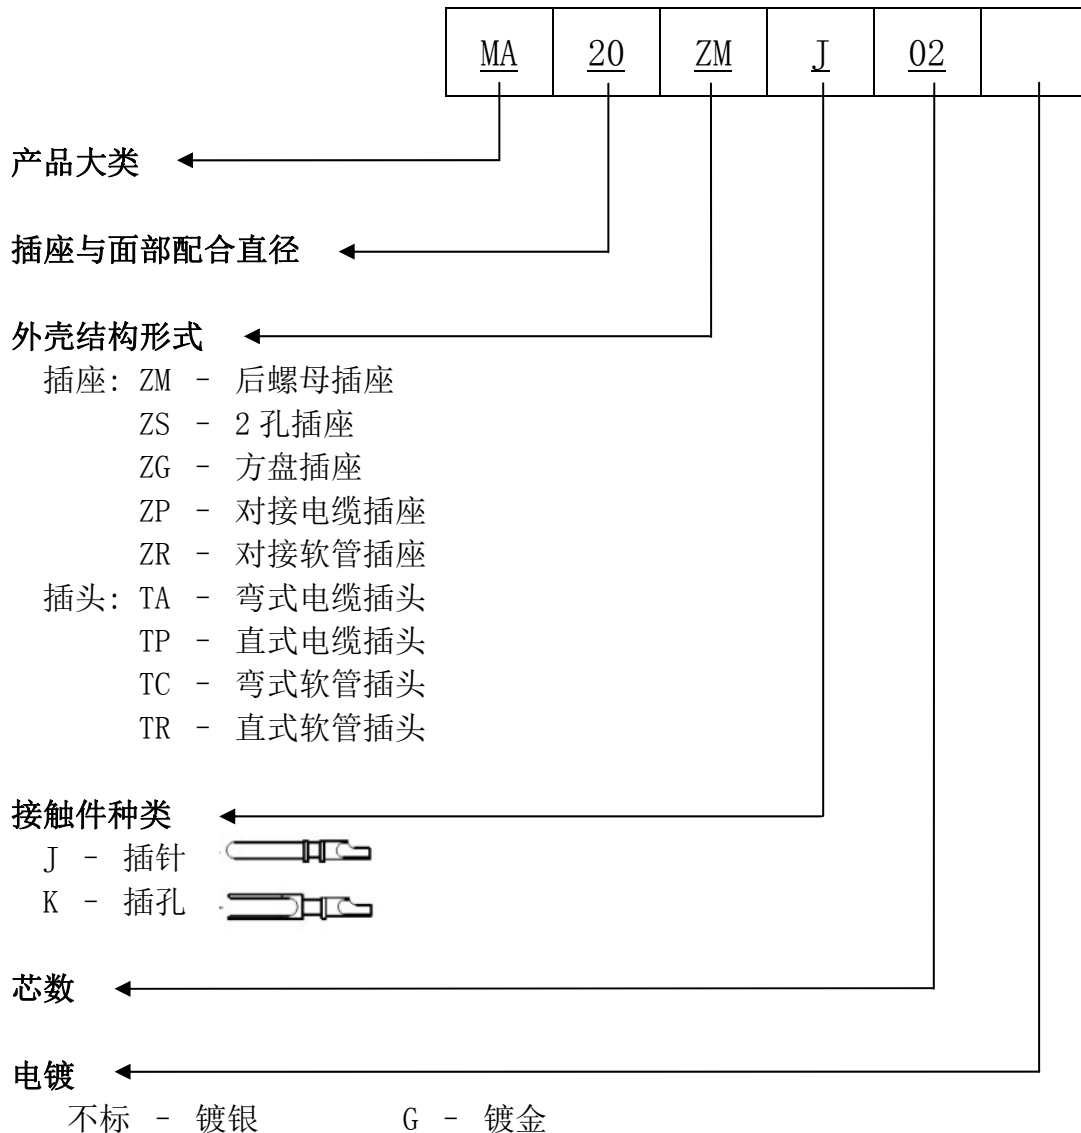 MA 20 ZM J 02
产品大类
插座与面部配合直径
外壳结构形式
插座: ZM - 后螺母插座
ZS - 2孔插座
ZG - 方盘插座
ZP - 对接电缆插座
ZR - 对接软管插座
插头: TA - 弯式电缆插头
TP - 直式电缆插头
TC - 弯式软管插头
TR - 直式软管插头
接触件种类
J - 插针
K - 插孔
芯数
电镀
不标 - 镀银 G - 镀金